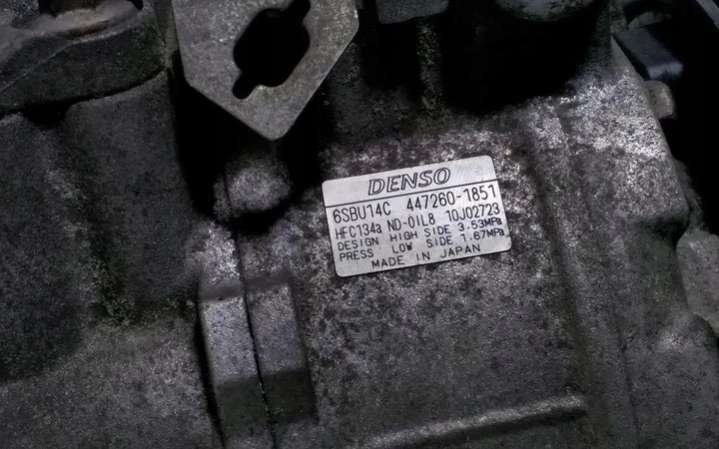 DENSO
6SBU14C 447260-1851
HFC134a ND-OIL8 10J02723
DESIGN HIGH SIDE 3.53MPa
PRESS LOW SIDE 1.67MPa
MADE IN JAPAN